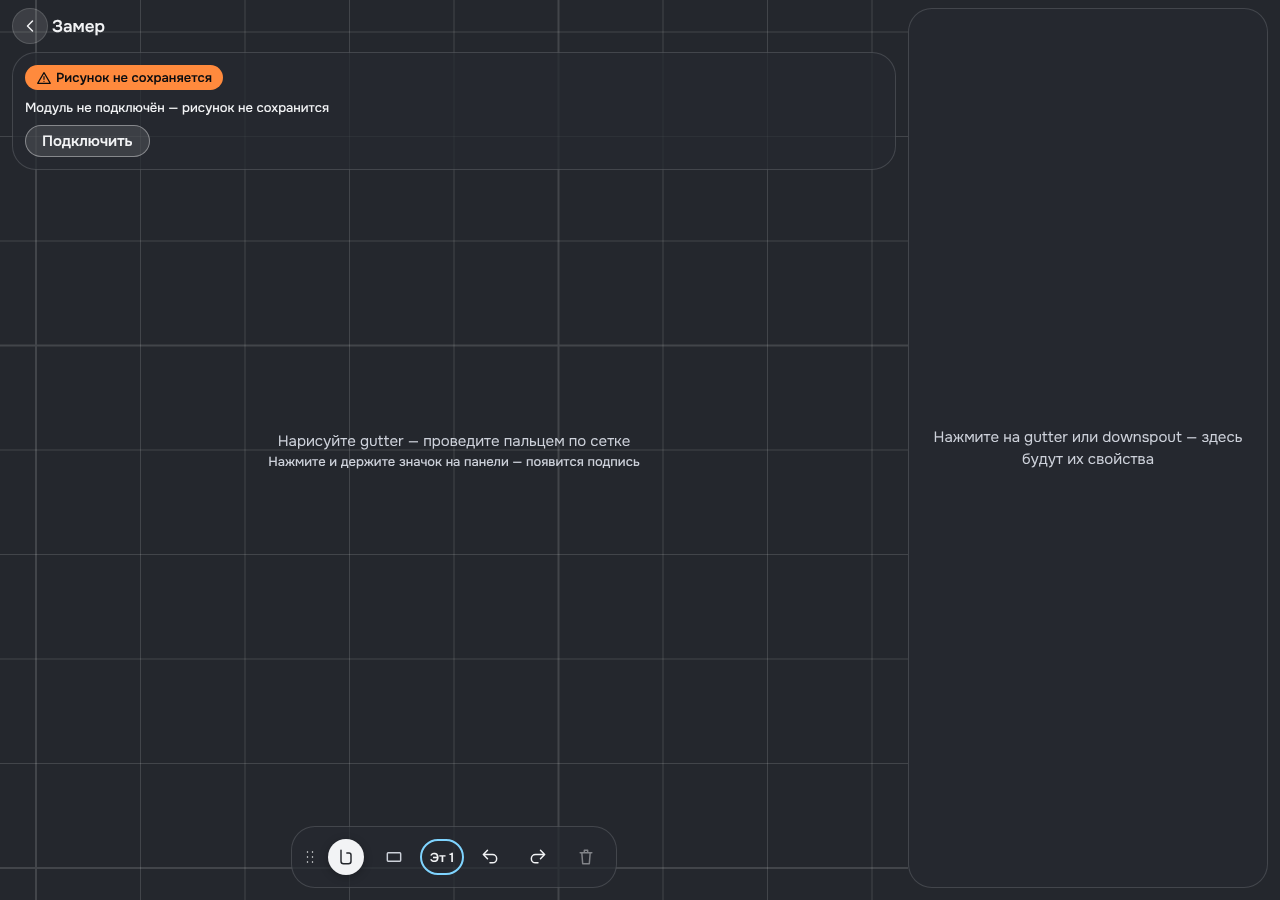 Замер
Рисунок не сохраняется
Модуль не подключён — рисунок не сохранится
Подключить
Нарисуйте gutter — проведите пальцем по сетке
Нажмите и держите значок на панели — появится подпись
Нажмите на gutter или downspout — здесь
будут их свойства
Эт 1